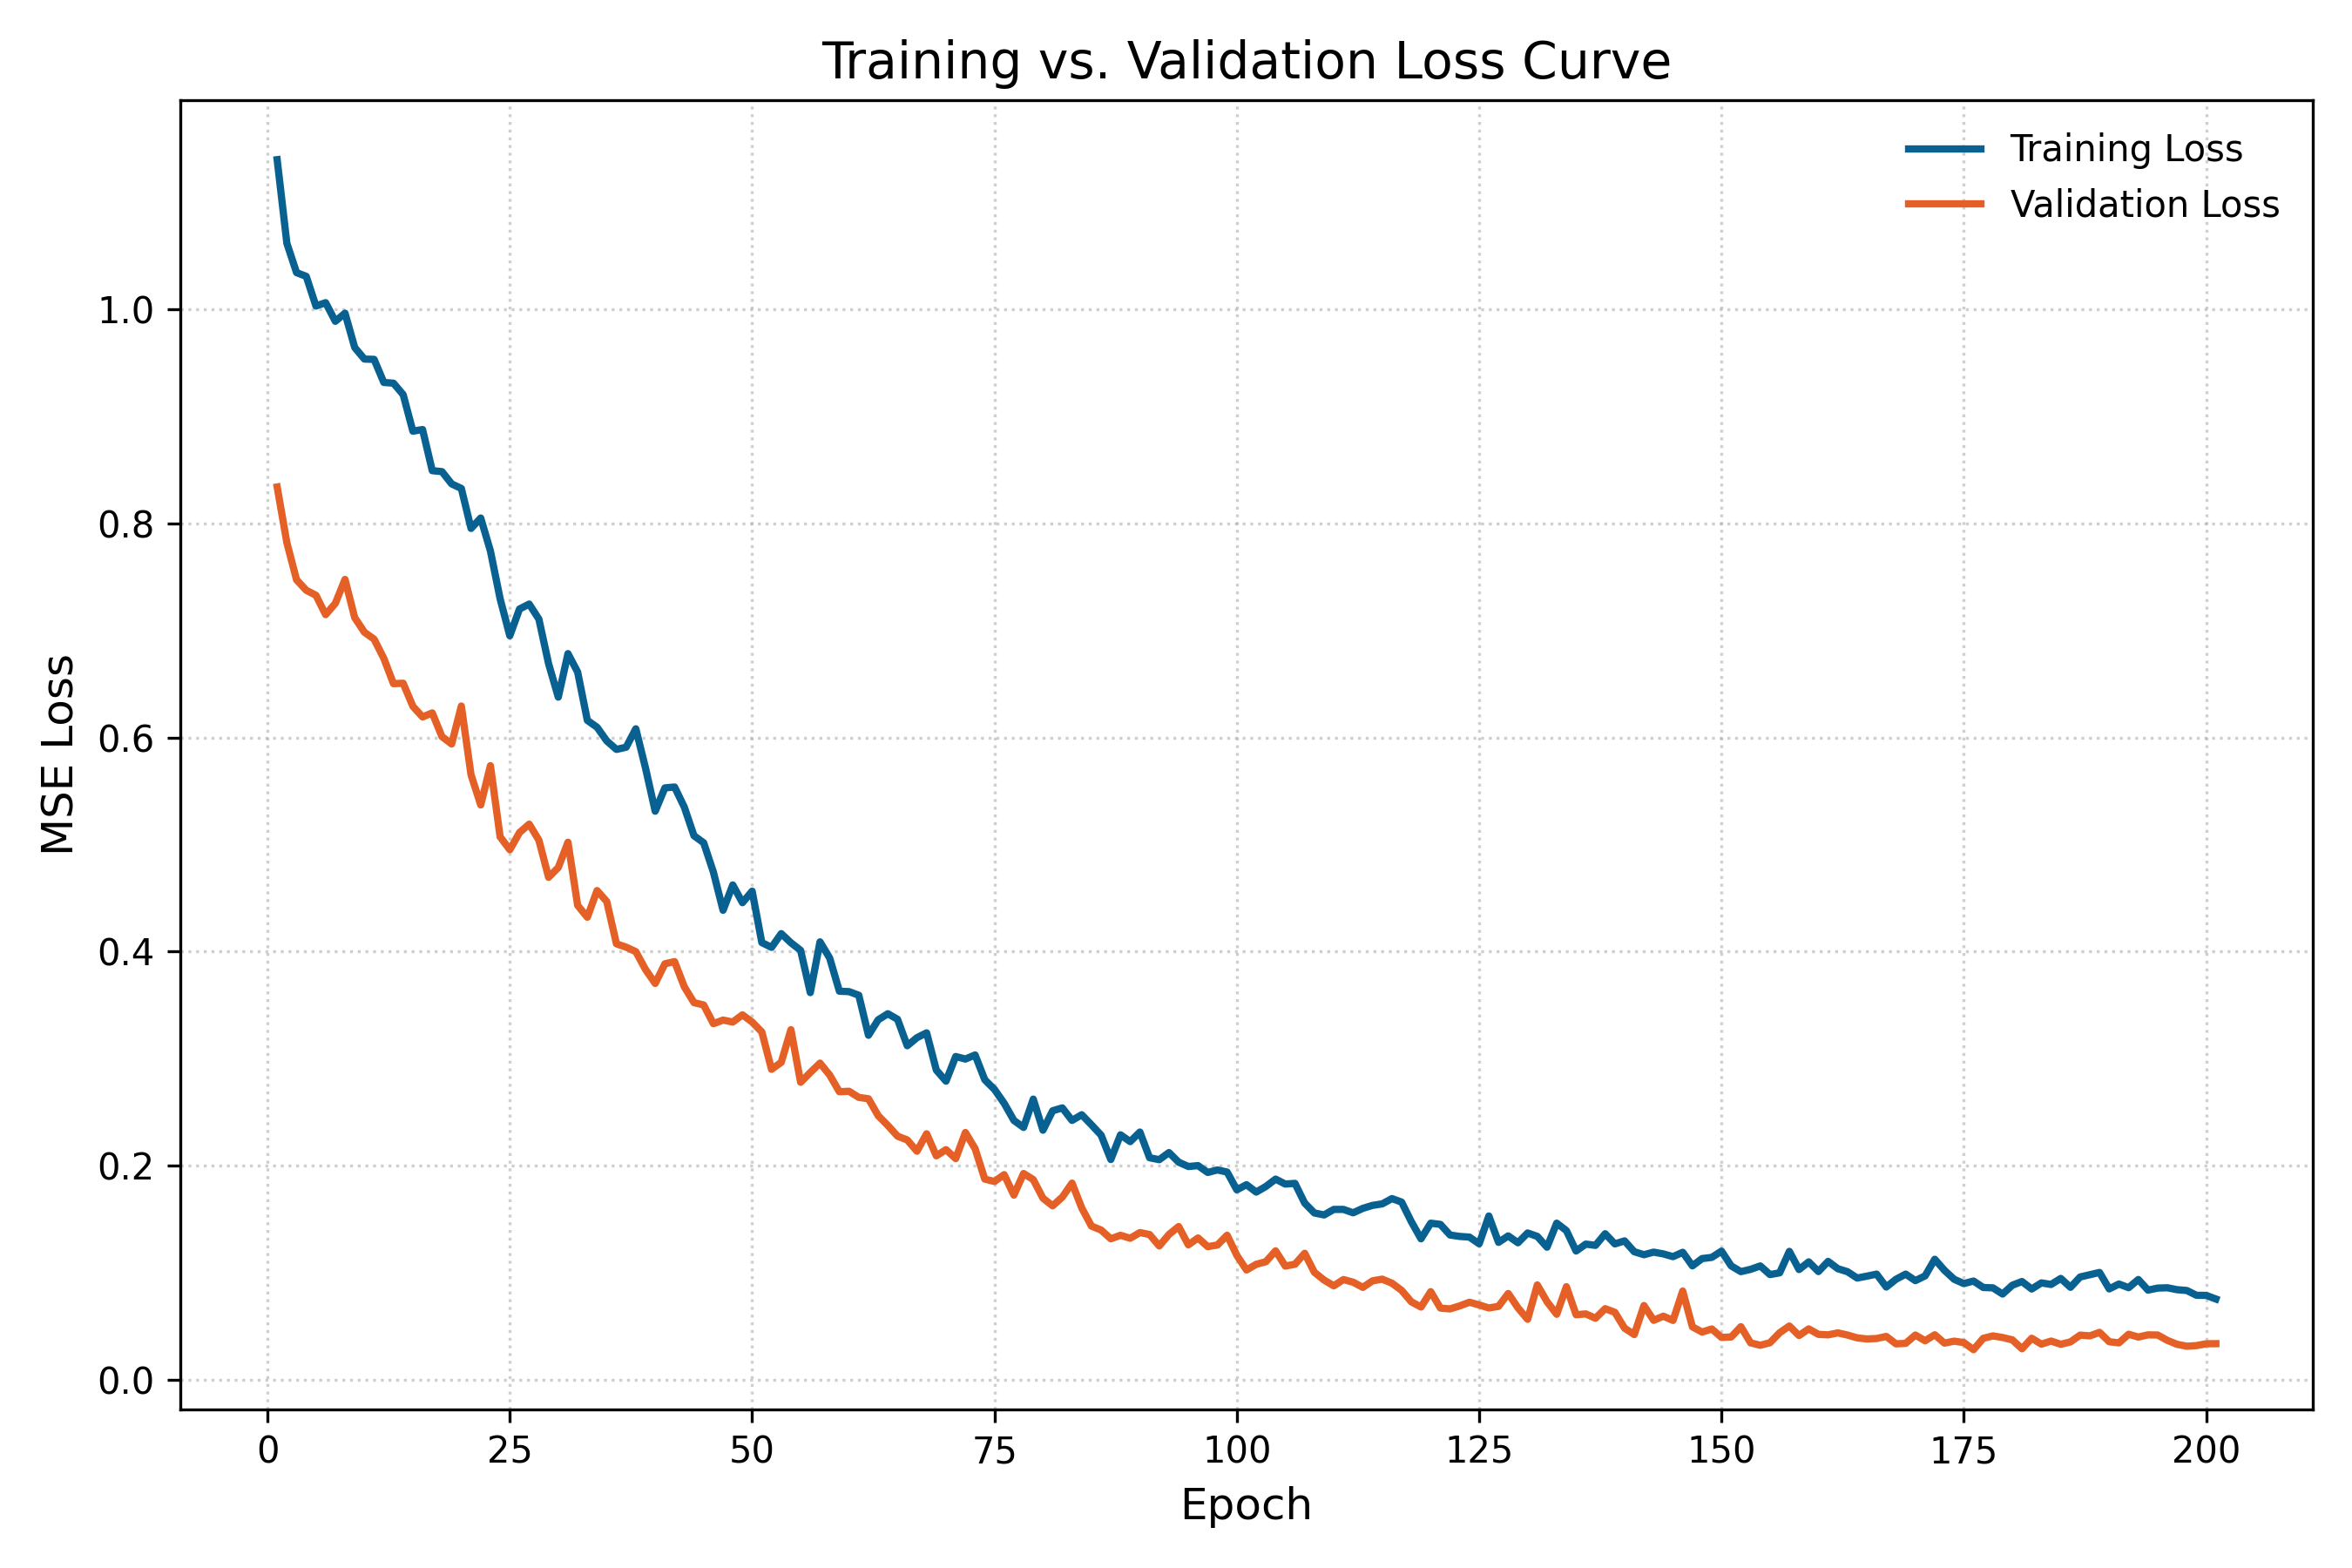 Training vs. Validation Loss Curve
Training Loss
Validation Loss
1.0
0.8
0.6
0.4
0.2
0.0
MSE Loss
0 25 50 75 100 125 150 175 200
Epoch